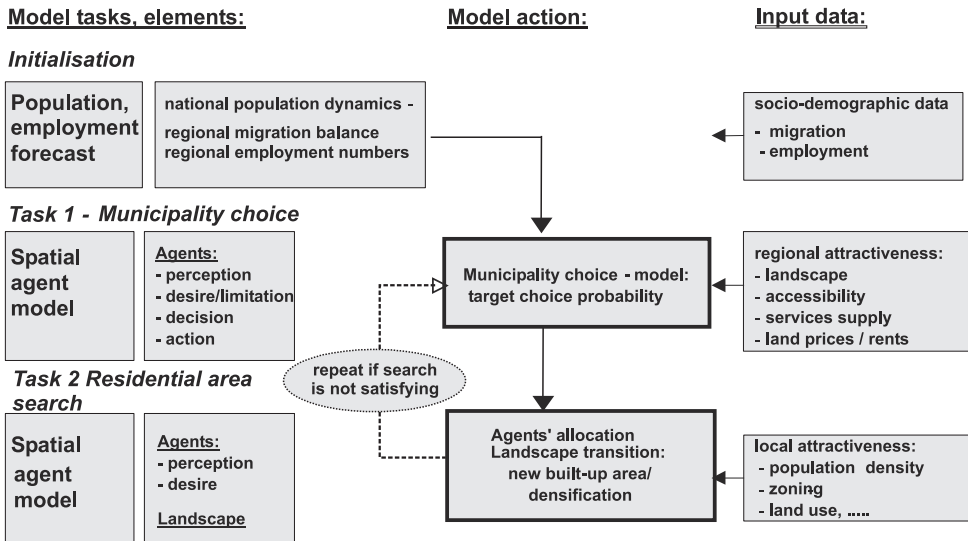 Model tasks, elements:
Model action:
Input data:
Initialisation
Population,
employment
forecast
national population dynamics -
regional migration balance
regional employment numbers
socio-demographic data
- migration
- employment
Task 1 - Municipality choice
Spatial
agent
model
Agents:
- perception
- desire/limitation
- decision
- action
Municipality choice - model:
target choice probability
regional attractiveness:
- landscape
- accessibility
- services supply
- land prices / rents
repeat if search
is not satisfying
Task 2 Residential area
search
Spatial
agent
model
Agents:
- perception
- desire
Landscape
Agents' allocation
Landscape transition:
new built-up area/
densification
local attractiveness:
- population density
- zoning
- land use, .....